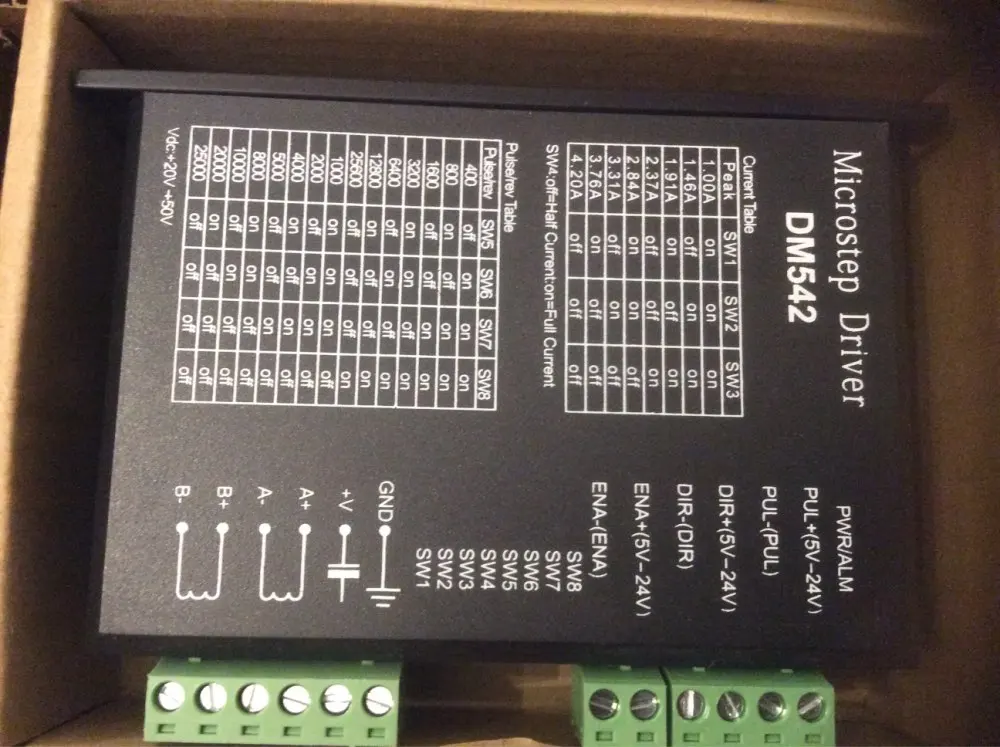 Microstep Driver
DM542
Current Table
Peak SW1 SW2 SW3
1.00A on on on
1.46A off on on
1.91A on off on
2.37A off off on
2.84A on on off
3.31A off on off
3.76A on off off
4.20A off off off
SW4:off=Half Current:on=Full Current
Pulse/rev Table
Pulse/rev SW5 SW6 SW7 SW8
400 off on on on
800 on off on on
1600 off off on on
3200 on on off on
6400 off on off on
12800 on off off on
25600 off off off on
1000 on on on off
2000 off on on off
4000 on off on off
5000 off off on off
8000 on on off off
10000 off on off off
20000 on off off off
25000 off off off off
Vdc:+20V +50V
PWR/ALM
PUL+(5V-24V)
PUL-(PUL)
DIR+(5V-24V)
DIR-(DIR)
ENA+(5V-24V)
ENA-(ENA)
SW8
SW7
SW6
SW5
SW4
SW3
SW2
SW1
GND
+V
A+
A-
B+
B-